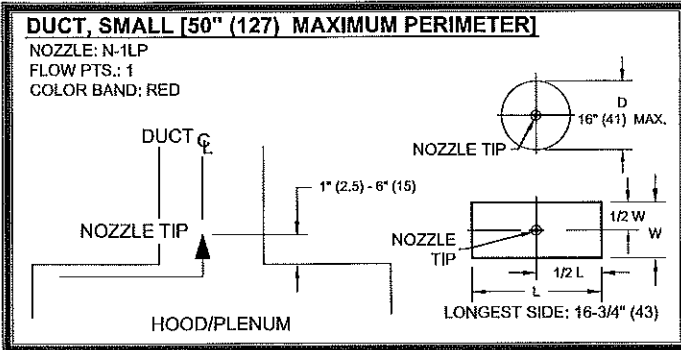 DUCT, SMALL [50" (127) MAXIMUM PERIMETER]
NOZZLE: N-1LP
FLOW PTS.: 1
COLOR BAND: RED
DUCT ℄
1" (2.5) - 6" (15)
NOZZLE TIP
HOOD/PLENUM
D
16" (41) MAX.
NOZZLE TIP
1/2 W
W
NOZZLE
TIP
1/2 L
L
LONGEST SIDE: 16-3/4" (43)